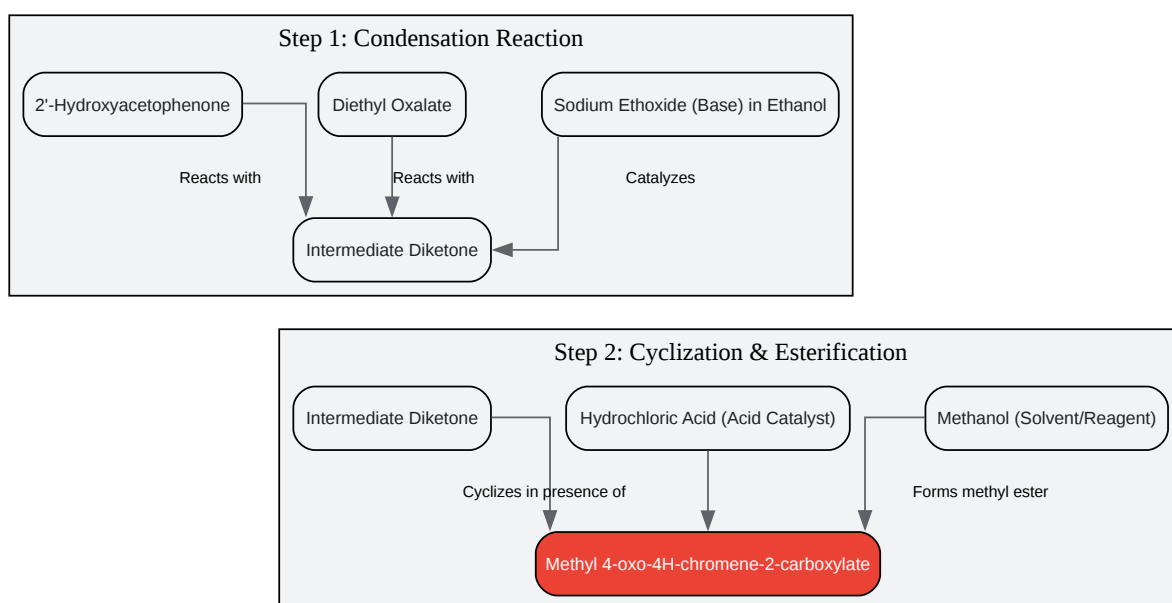 Step 1: Condensation Reaction
2'-Hydroxyacetophenone
Diethyl Oxalate
Sodium Ethoxide (Base) in Ethanol
Reacts with
Reacts with
Catalyzes
Intermediate Diketone
Step 2: Cyclization & Esterification
Intermediate Diketone
Hydrochloric Acid (Acid Catalyst)
Methanol (Solvent/Reagent)
Cyclizes in presence of
Forms methyl ester
Methyl 4-oxo-4H-chromene-2-carboxylate